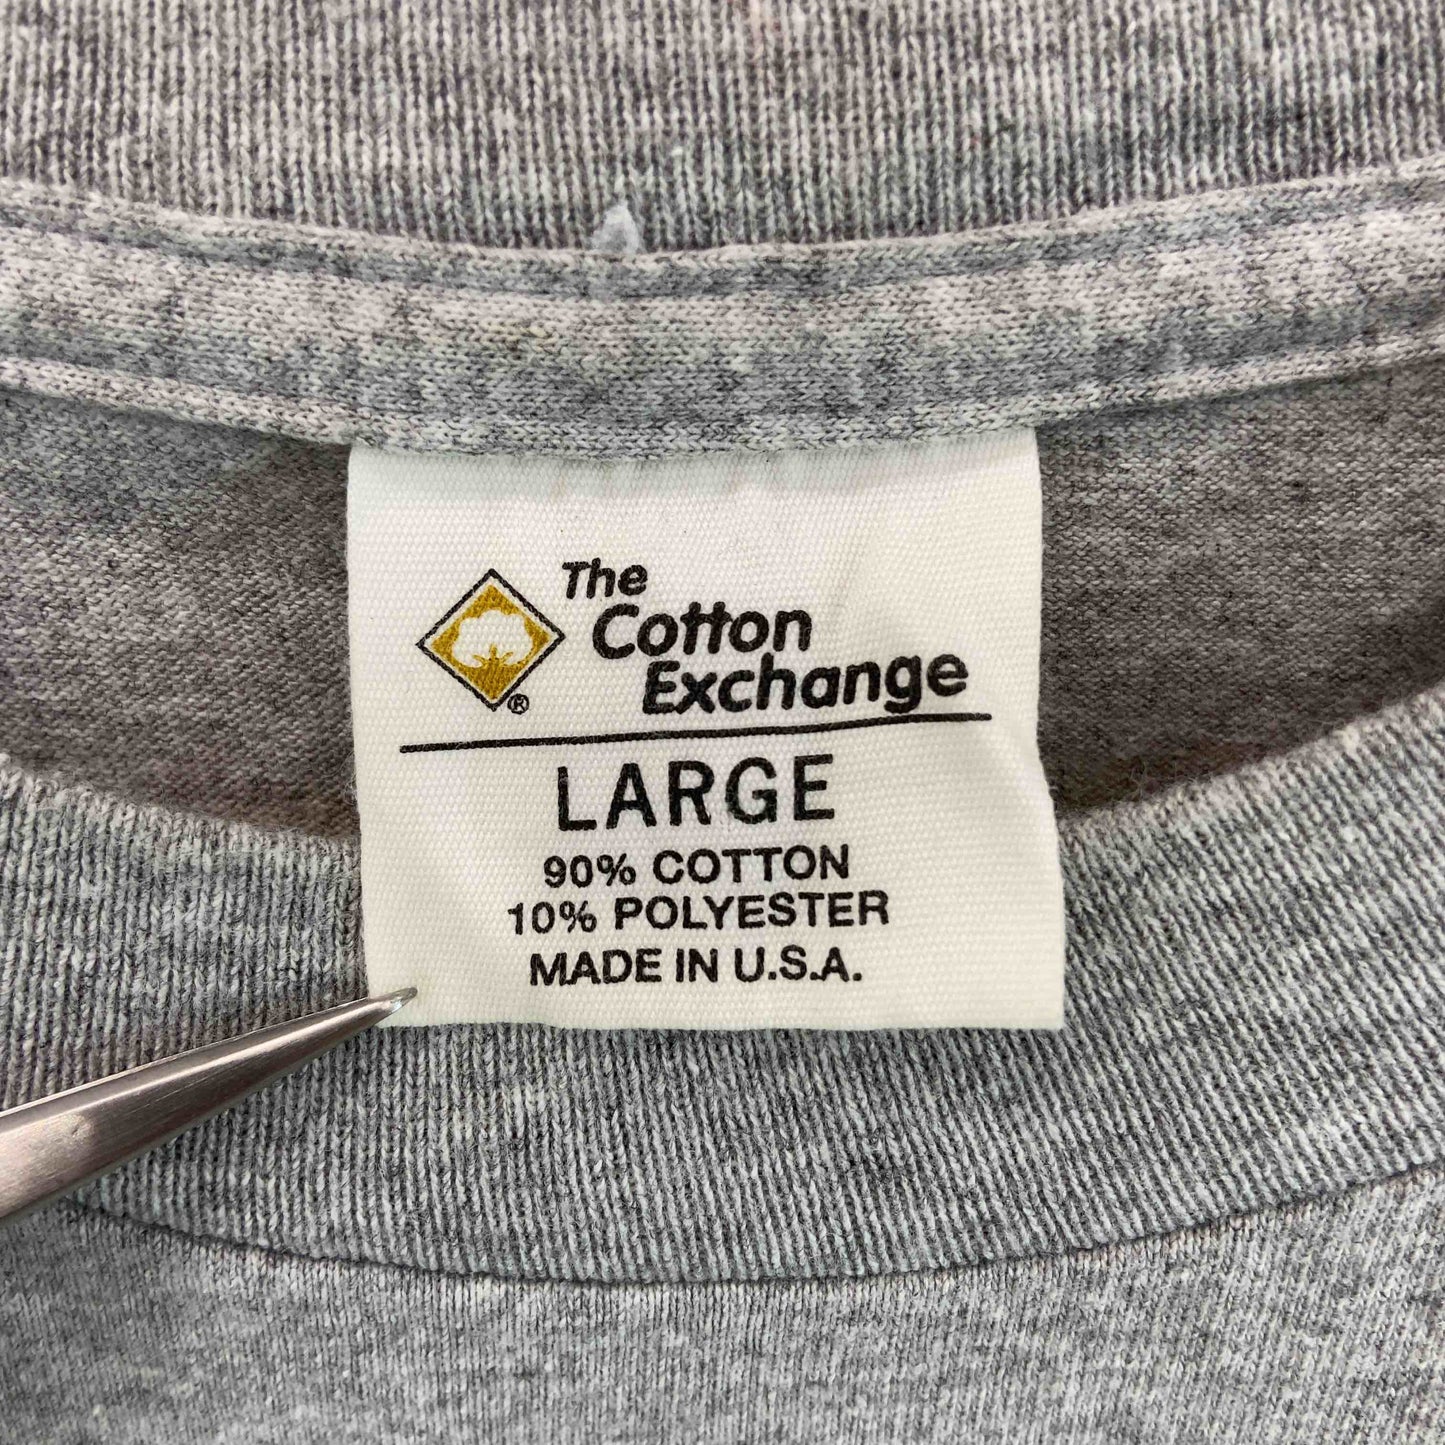 The
Cotton
Exchange
®
LARGE
90% COTTON
10% POLYESTER
MADE IN U.S.A.